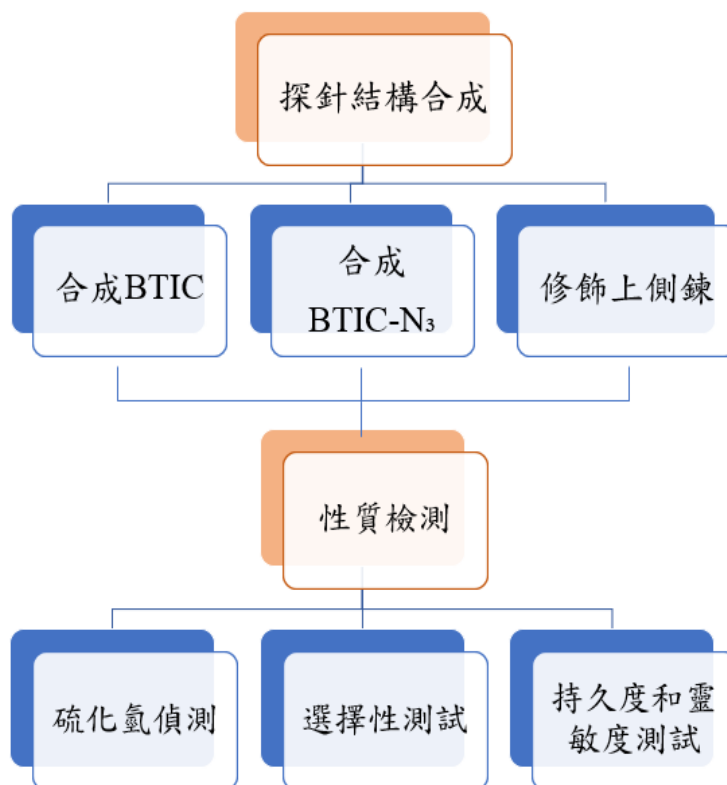 探針結構合成
合成BTIC
合成
BTIC-N₃
修飾上側鍊
性質檢測
硫化氫偵測
選擇性測試
持久度和靈
敏度測試